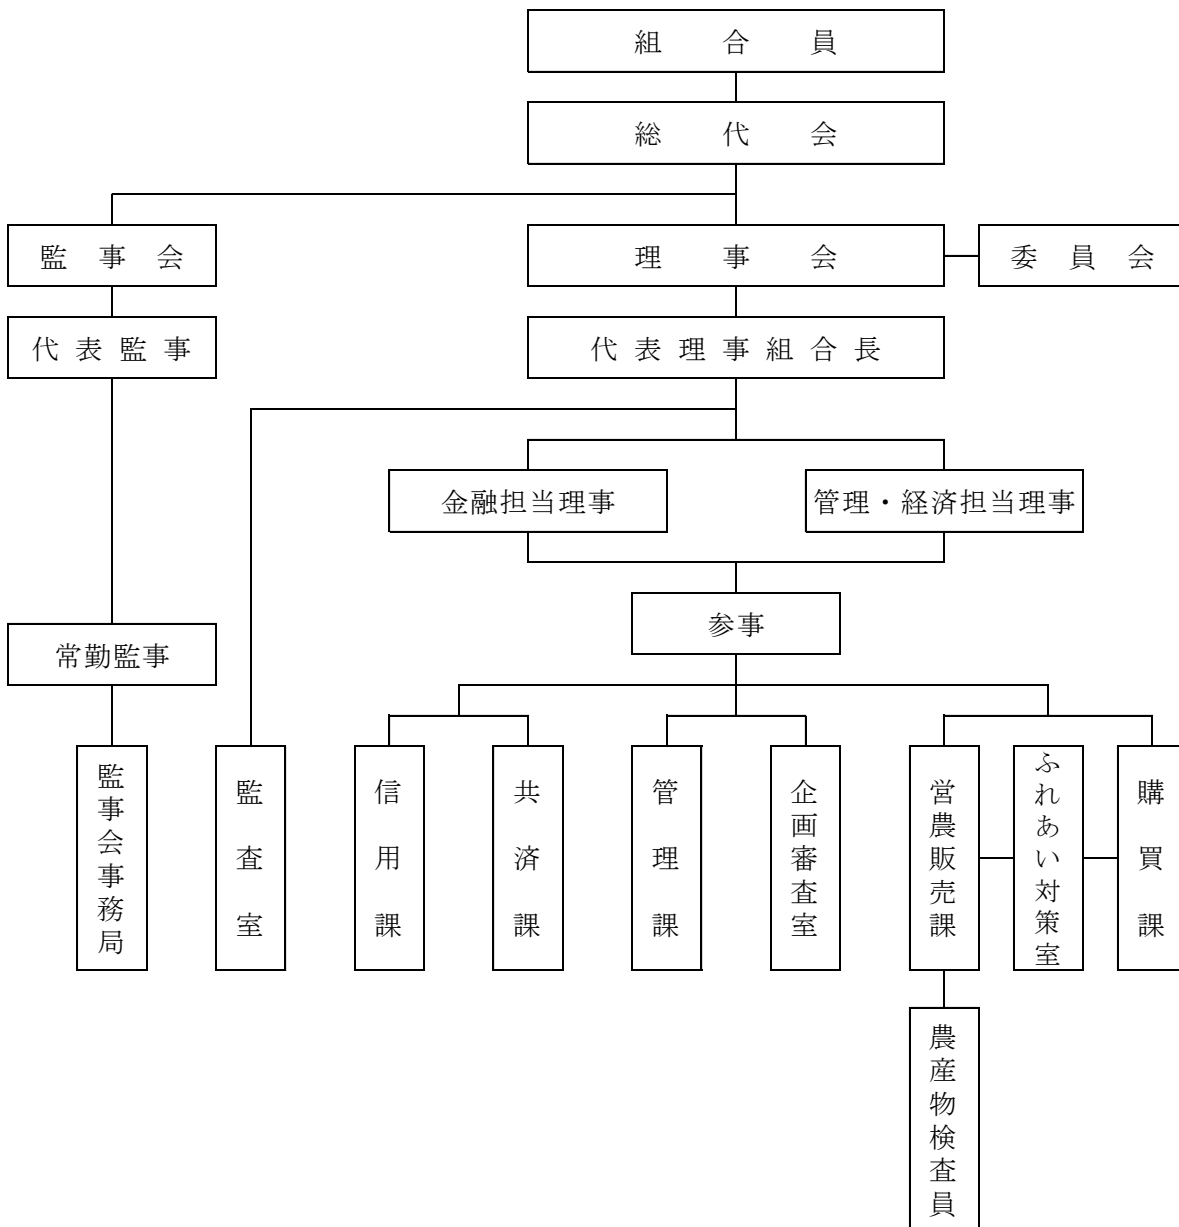 組合員
総代会
監事会
理事会
委員会
代表監事
代表理事組合長
金融担当理事
管理・経済担当理事
参事
常勤監事
監事会事務局
監査室
信用課
共済課
管理課
企画審査室
営農販売課
ふれあい対策室
購買課
農産物検査員